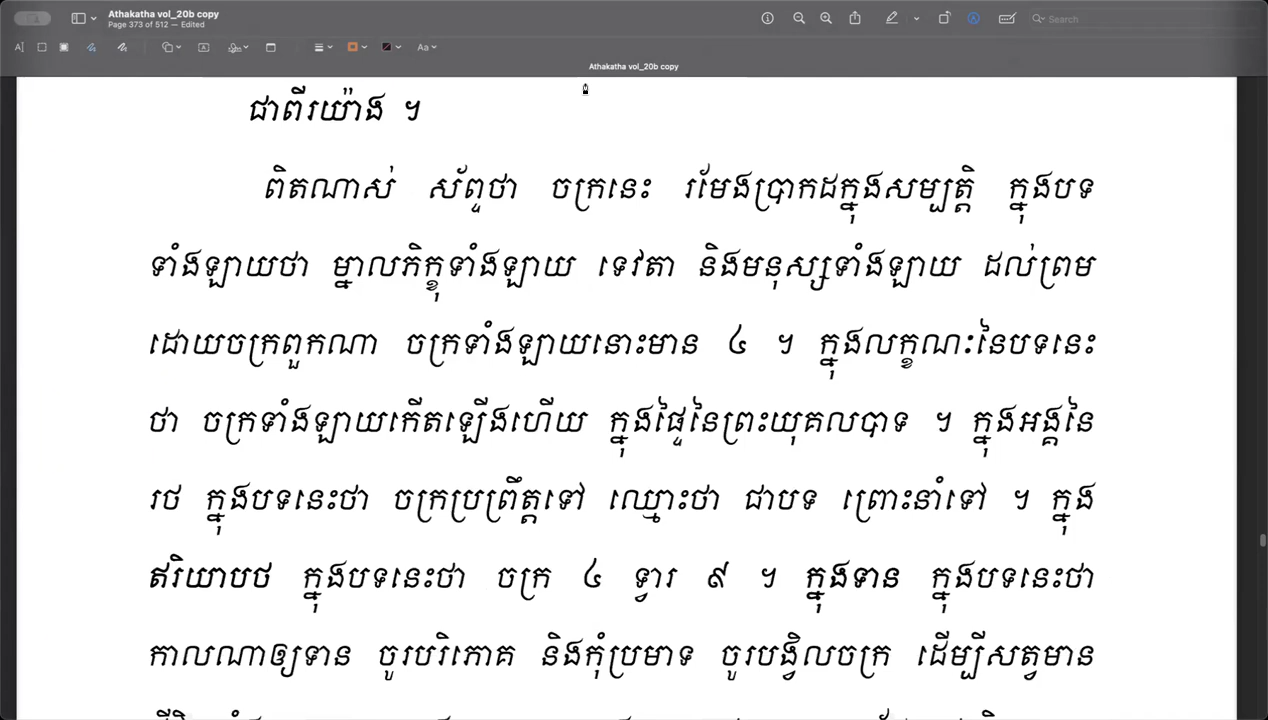 Athakatha vol_20b copy
Page 373 of 512 — Edited
Search
Athakatha vol_20b copy
ជាពីរយ៉ាង ។
ពិតណាស់ ស័ព្ទថា ចក្រនេះ រមែងប្រាកដក្នុងសម្បត្តិ ក្នុងបទ
ទាំងឡាយថា ម្នាលភិក្ខុទាំងឡាយ ទេវតា និងមនុស្សទាំងឡាយ ដល់ព្រម
ដោយចក្រពួកណា ចក្រទាំងឡាយនោះមាន ៤ ។ ក្នុងលក្ខណៈនៃបទនេះ
ថា ចក្រទាំងឡាយកើតឡើងហើយ ក្នុងផ្ទៃនៃព្រះយុគលបាទ ។ ក្នុងអង្គនៃ
រថ ក្នុងបទនេះថា ចក្រប្រព្រឹត្តទៅ ឈ្មោះថា ជាបទ ព្រោះនាំទៅ ។ ក្នុង
ឥរិយាបថ ក្នុងបទនេះថា ចក្រ ៤ ទ្វារ ៩ ។ ក្នុងទាន ក្នុងបទនេះថា
កាលណាឲ្យទាន ចូរបរិភោគ និងកុំប្រមាទ ចូរបង្វិលចក្រ ដើម្បីសត្វមាន